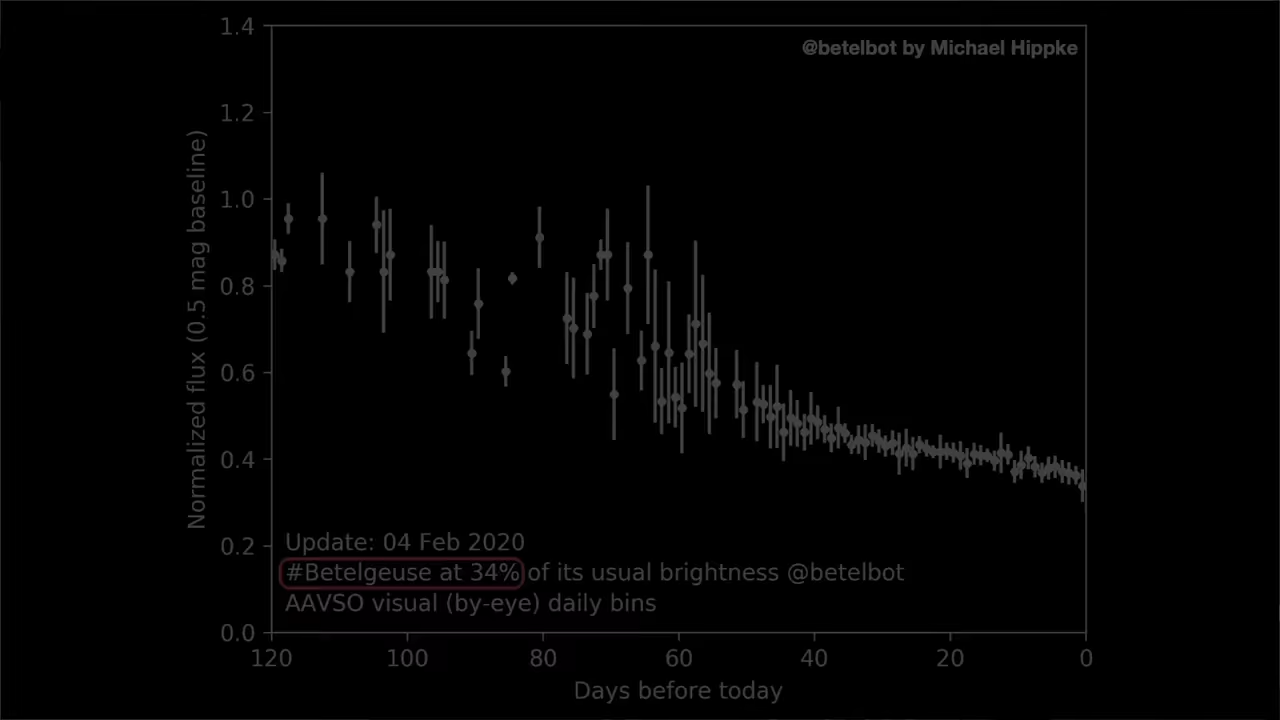 @betelbot by Michael Hippke
1.4
1.2
1.0
0.8
0.6
0.4
0.2
0.0
Normalized flux (0.5 mag baseline)
Update: 04 Feb 2020
#Betelgeuse at 34% of its usual brightness @betelbot
AAVSO visual (by-eye) daily bins
120 100 80 60 40 20 0
Days before today